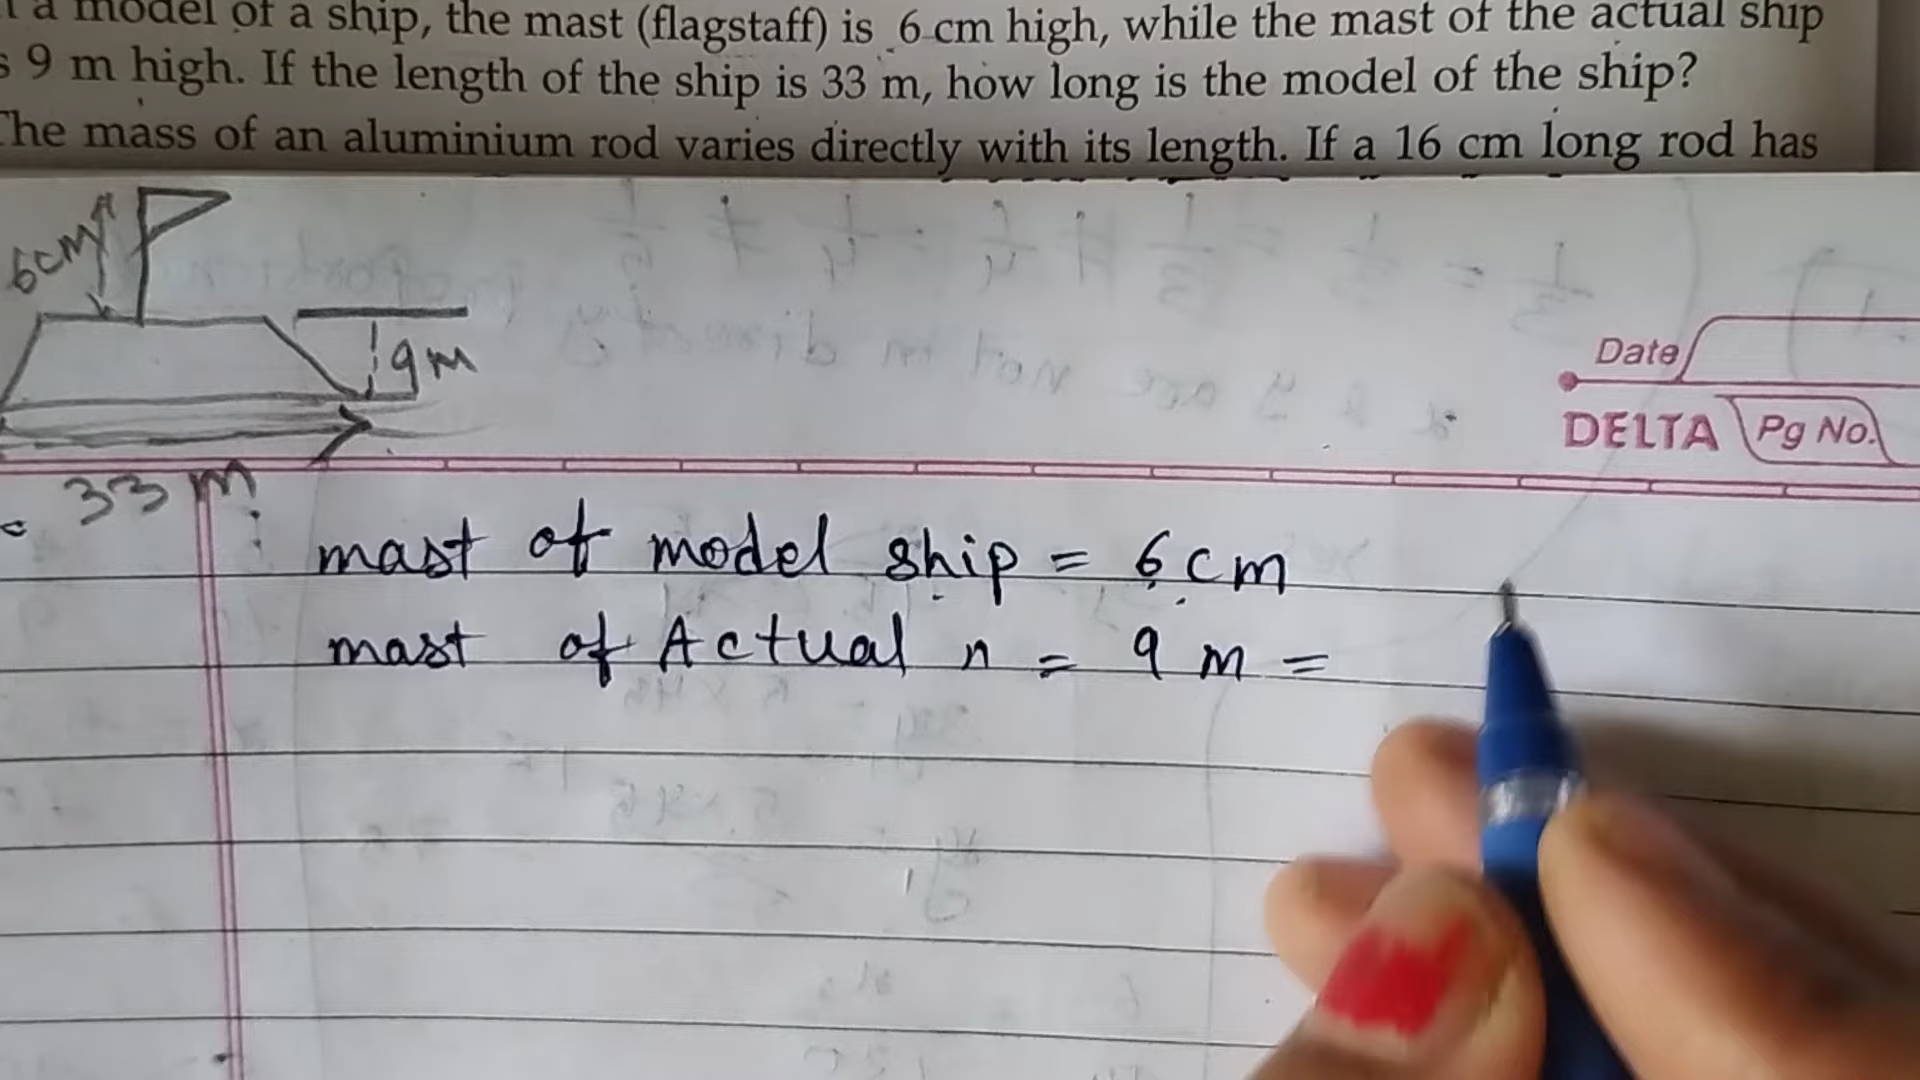 a model of a ship, the mast (flagstaff) is 6 cm high, while the mast of the actual ship
s 9 m high. If the length of the ship is 33 m, how long is the model of the ship?
The mass of an aluminium rod varies directly with its length. If a 16 cm long rod has
6cm
9m
33 m
Date
DELTA Pg No.
mast of model ship = 6cm
mast of Actual n = 9 m =